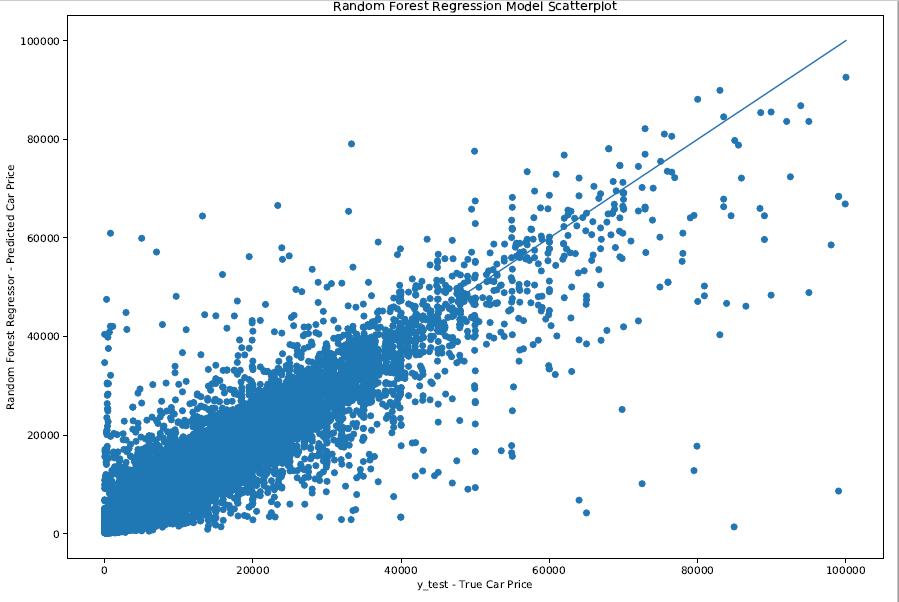 Random Forest Regression Model Scatterplot
Random Forest Regressor - Predicted Car Price
100000
80000
60000
40000
20000
0
0 20000 40000 60000 80000 100000
y_test - True Car Price